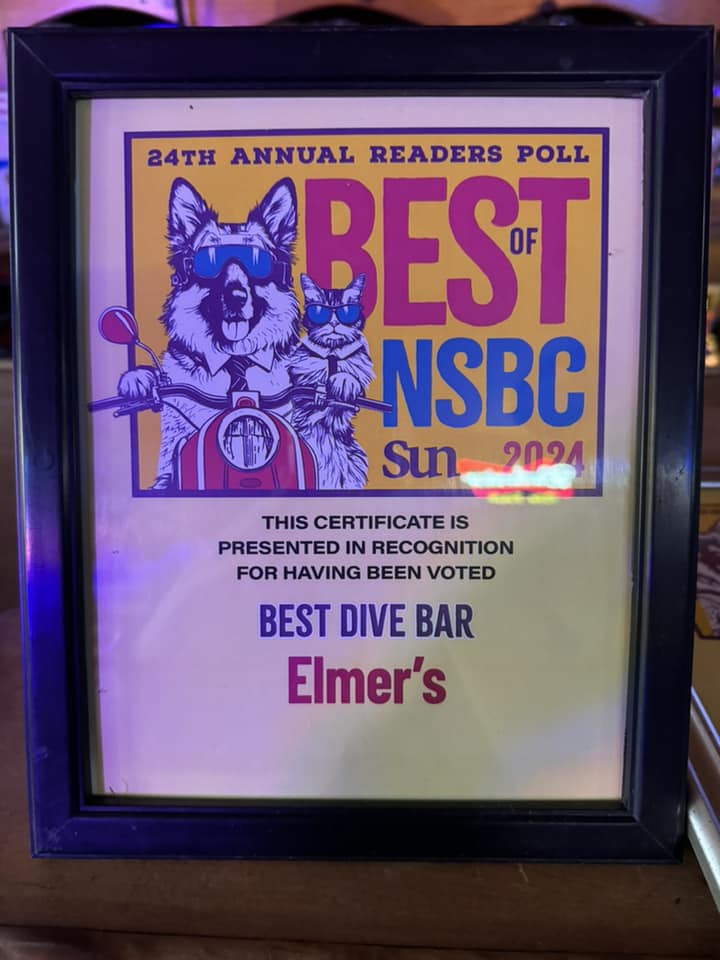 24TH ANNUAL READERS POLL
BEST
OF
NSBC
Sun 2024
THIS CERTIFICATE IS
PRESENTED IN RECOGNITION
FOR HAVING BEEN VOTED
BEST DIVE BAR
Elmer's